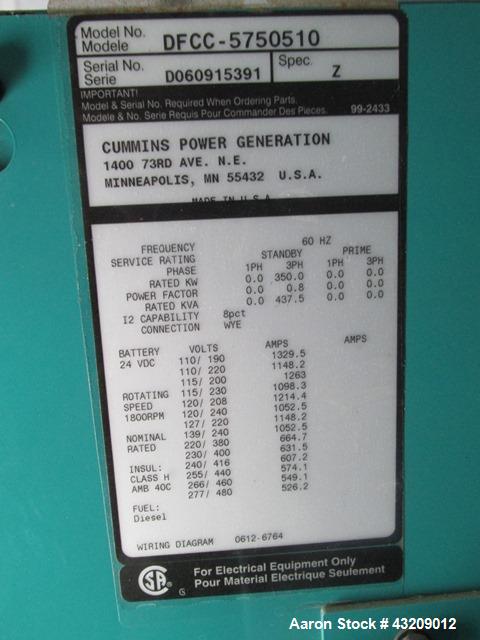 Model No. DFCC-5750510
Modele
Serial No. D060915391 Spec. Z
Serie
IMPORTANT!
Model & Serial No. Required When Ordering Parts.
Modele & No. Serie Requis Pour Commander Des Pieces. 99-2433
CUMMINS POWER GENERATION
1400 73RD AVE. N.E.
MINNEAPOLIS, MN 55432 U.S.A.
MADE IN U.S.A.
FREQUENCY 60 HZ
SERVICE RATING STANDBY PRIME
PHASE 1PH 3PH 1PH 3PH
RATED KW 0.0 350.0 0.0 0.0
POWER FACTOR 0.0 0.8 0.0 0.0
RATED KVA 0.0 437.5 0.0 0.0
I2 CAPABILITY 8pct
CONNECTION WYE
BATTERY VOLTS AMPS AMPS
24 VDC 110/ 190 1329.5
110/ 220 1148.2
115/ 200 1263
ROTATING 115/ 230 1098.3
SPEED 120/ 208 1214.4
1800RPM 120/ 240 1052.5
127/ 220 1148.2
NOMINAL 139/ 240 1052.5
RATED 220/ 380 664.7
230/ 400 631.5
INSUL: 240/ 416 607.2
CLASS H 255/ 440 574.1
AMB 40C 266/ 460 549.1
277/ 480 526.2
FUEL:
Diesel
WIRING DIAGRAM 0612-6764
SA G For Electrical Equipment Only
Pour Material Electrique Seulement
Aaron Stock # 43209012